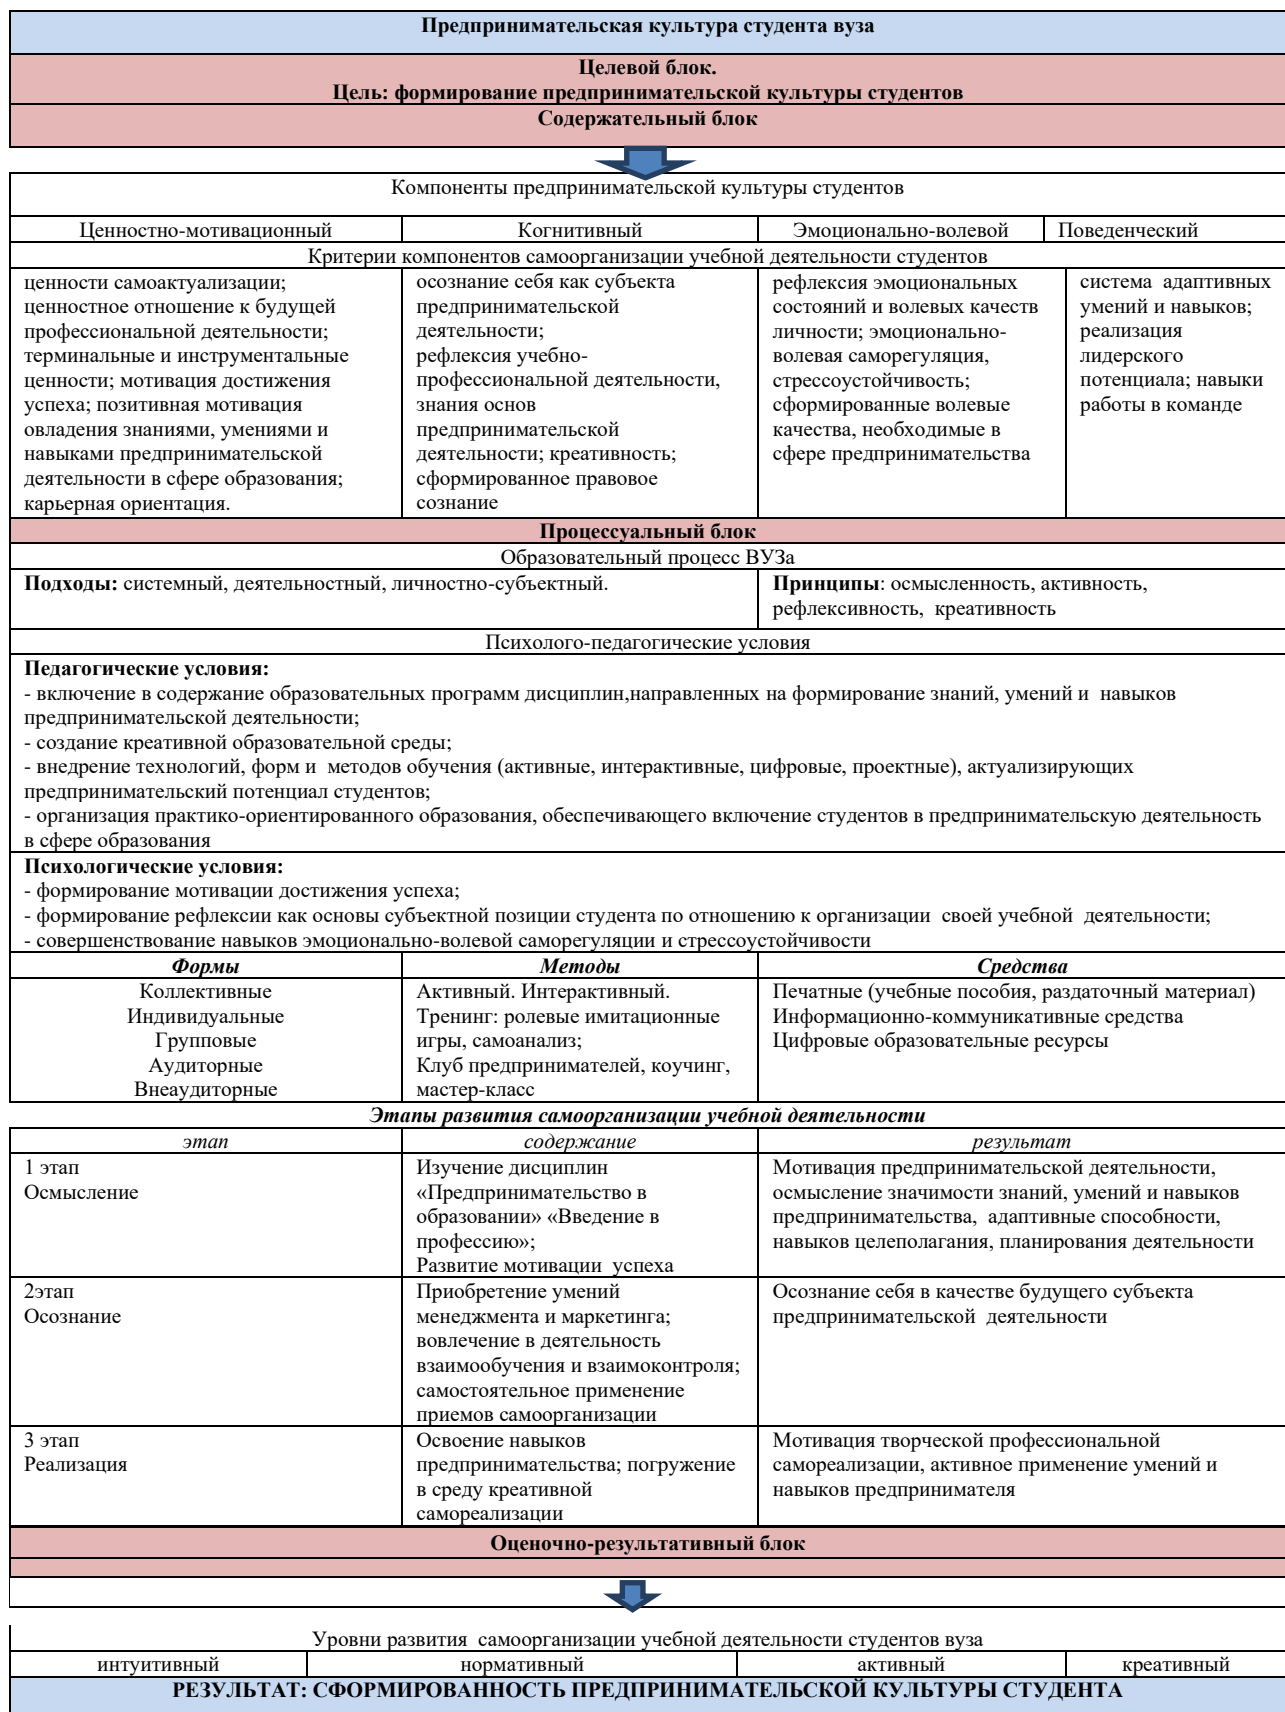 Предпринимательская культура студента вуза
Целевой блок.
Цель: формирование предпринимательской культуры студентов
Содержательный блок
Компоненты предпринимательской культуры студентов
Ценностно-мотивационный
Когнитивный
Эмоционально-волевой
Поведенческий
Критерии компонентов самоорганизации учебной деятельности студентов
ценности самоактуализации;
ценностное отношение к будущей
профессиональной деятельности;
терминальные и инструментальные
ценности; мотивация достижения
успеха; позитивная мотивация
овладения знаниями, умениями и
навыками предпринимательской
деятельности в сфере образования;
карьерная ориентация.
осознание себя как субъекта
предпринимательской
деятельности;
рефлексия учебно-
профессиональной деятельности,
знания основ
предпринимательской
деятельности; креативность;
сформированное правовое
сознание
рефлексия эмоциональных
состояний и волевых качеств
личности; эмоционально-
волевая саморегуляция,
стрессоустойчивость;
сформированные волевые
качества, необходимые в
сфере предпринимательства
система  адаптивных
умений и навыков;
реализация
лидерского
потенциала; навыки
работы в команде
Процессуальный блок
Образовательный процесс ВУЗа
Подходы: системный, деятельностный, личностно-субъектный.
Принципы: осмысленность, активность,
рефлексивность,  креативность
Психолого-педагогические условия
Педагогические условия:
- включение в содержание образовательных программ дисциплин,направленных на формирование знаний, умений и  навыков
предпринимательской деятельности;
- создание креативной образовательной среды;
- внедрение технологий, форм и  методов обучения (активные, интерактивные, цифровые, проектные), актуализирующих
предпринимательский потенциал студентов;
- организация практико-ориентированного образования, обеспечивающего включение студентов в предпринимательскую деятельность
в сфере образования
Психологические условия:
- формирование мотивации достижения успеха;
- формирование рефлексии как основы субъектной позиции студента по отношению к организации  своей учебной  деятельности;
- совершенствование навыков эмоционально-волевой саморегуляции и стрессоустойчивости
Формы
Методы
Средства
Коллективные
Индивидуальные
Групповые
Аудиторные
Внеаудиторные
Активный. Интерактивный.
Тренинг: ролевые имитационные
игры, самоанализ;
Клуб предпринимателей, коучинг,
мастер-класс
Печатные (учебные пособия, раздаточный материал)
Информационно-коммуникативные средства
Цифровые образовательные ресурсы
Этапы развития самоорганизации учебной деятельности
этап
содержание
результат
1 этап
Осмысление
Изучение дисциплин
«Предпринимательство в
образовании» «Введение в
профессию»;
Развитие мотивации  успеха
Мотивация предпринимательской деятельности,
осмысление значимости знаний, умений и навыков
предпринимательства,  адаптивные способности,
навыков целеполагания, планирования деятельности
2этап
Осознание
Приобретение умений
менеджмента и маркетинга;
вовлечение в деятельность
взаимообучения и взаимоконтроля;
самостоятельное применение
приемов самоорганизации
Осознание себя в качестве будущего субъекта
предпринимательской  деятельности
3 этап
Реализация
Освоение навыков
предпринимательства; погружение
в среду креативной
самореализации
Мотивация творческой профессиональной
самореализации, активное применение умений и
навыков предпринимателя
Оценочно-результативный блок
Уровни развития  самоорганизации учебной деятельности студентов вуза
интуитивный
нормативный
активный
креативный
РЕЗУЛЬТАТ: СФОРМИРОВАННОСТЬ ПРЕДПРИНИМАТЕЛЬСКОЙ КУЛЬТУРЫ СТУДЕНТА